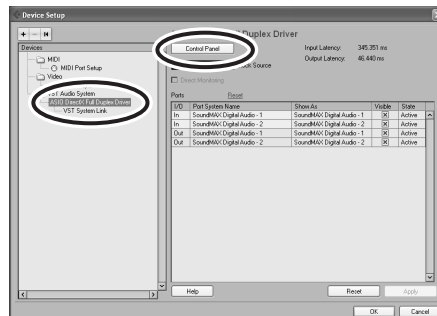 Device Setup
Devices
MIDI
MIDI Port Setup
Video
VST Audio System
ASIO DirectX Full Duplex Driver
VST System Link
Duplex Driver
Control Panel
Input Latency: 345.351 ms
Output Latency: 46.440 ms
Source
Direct Monitoring
Ports Reset
I/O Port System Name Show As Visible State
In SoundMAX Digital Audio - 1 SoundMAX Digital Audio - 1 Active
In SoundMAX Digital Audio - 2 SoundMAX Digital Audio - 2 Active
Out SoundMAX Digital Audio - 1 SoundMAX Digital Audio - 1 Active
Out SoundMAX Digital Audio - 2 SoundMAX Digital Audio - 2 Active
Help Reset Apply
OK Cancel